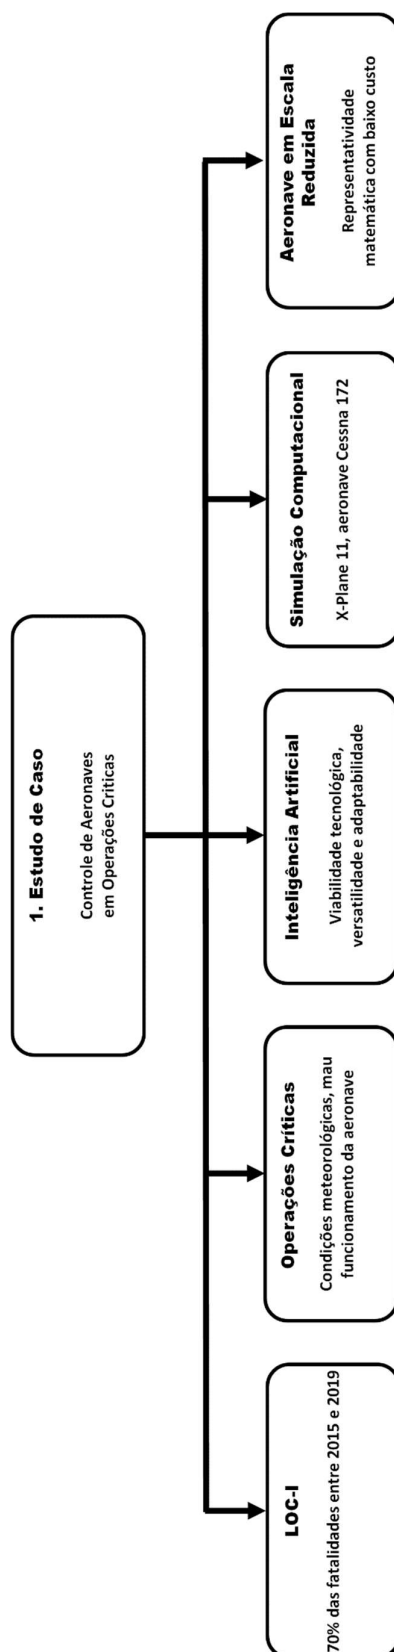 1. Estudo de Caso
Controle de Aeronaves
em Operações Criticas
LOC-I
70% das fatalidades entre 2015 e 2019
Operações Críticas
Condições meteorológicas, mau
funcionamento da aeronave
Inteligência Artificial
Viabilidade tecnológica,
versatilidade e adaptabilidade
Simulação Computacional
X-Plane 11, aeronave Cessna 172
Aeronave em Escala
Reduzida
Representatividade
matemática com baixo custo